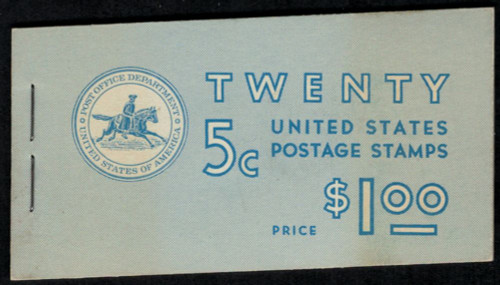 POST OFFICE DEPARTMENT
UNITED STATES OF AMERICA
TWENTY
5c UNITED STATES
POSTAGE STAMPS
PRICE $1.00